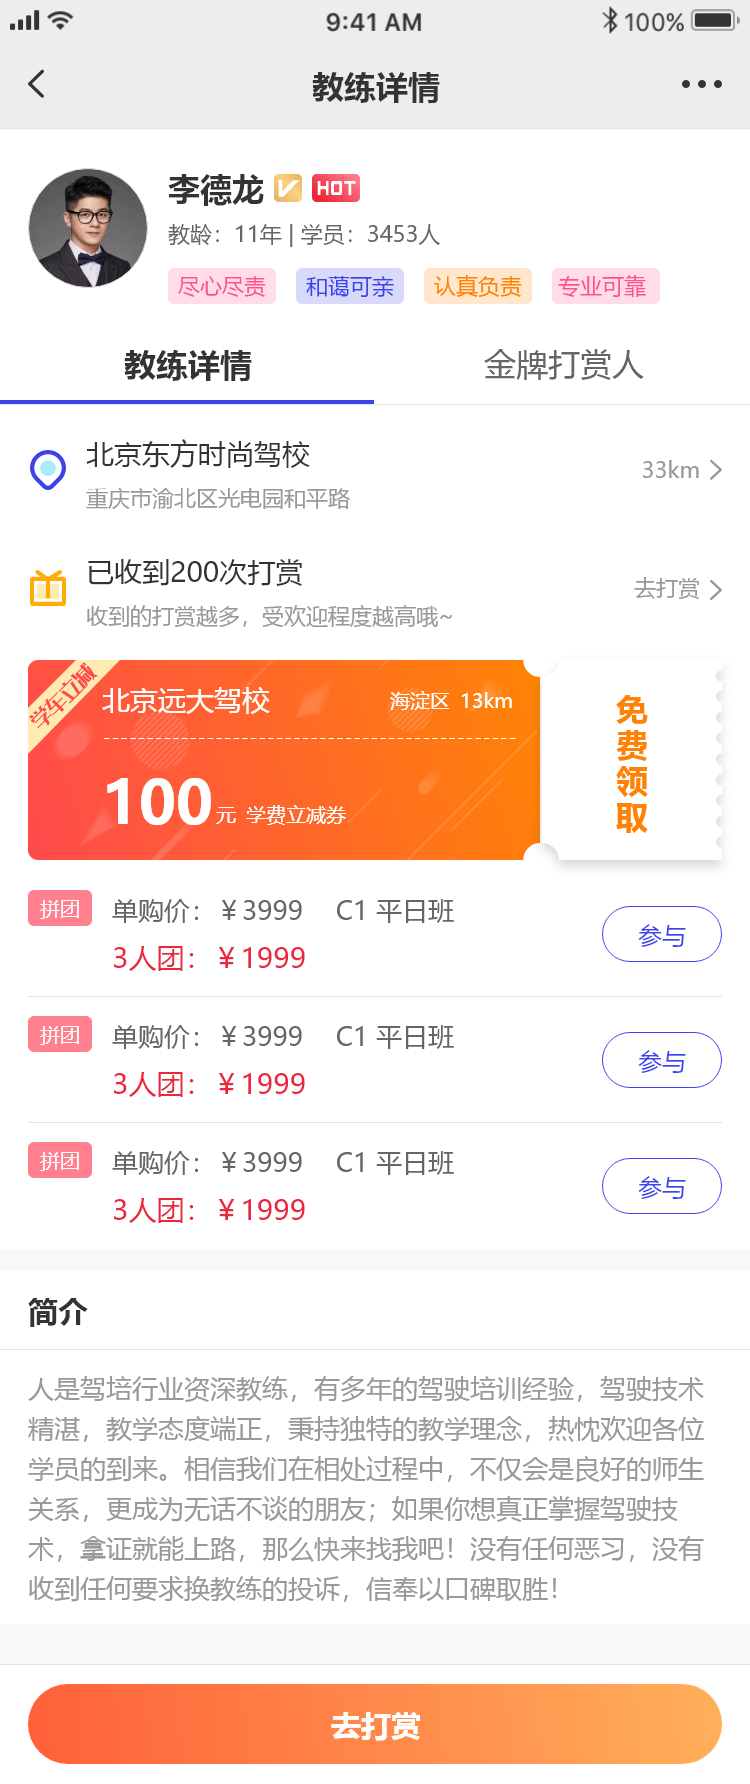 9:41 AM
100%
教练详情
李德龙 V HOT
教龄：11年 | 学员：3453人
尽心尽责 和蔼可亲 认真负责 专业可靠
教练详情 金牌打赏人
北京东方时尚驾校
33km
重庆市渝北区光电园和平路
已收到200次打赏
去打赏
收到的打赏越多，受欢迎程度越高哦~
学车立减
北京远大驾校 海淀区 13km
100元 学费立减券
免费领取
拼团 单购价：￥3999 C1 平日班
3人团：￥1999
参与
拼团 单购价：￥3999 C1 平日班
3人团：￥1999
参与
拼团 单购价：￥3999 C1 平日班
3人团：￥1999
参与
简介
人是驾培行业资深教练，有多年的驾驶培训经验，驾驶技术
精湛，教学态度端正，秉持独特的教学理念，热忱欢迎各位
学员的到来。相信我们在相处过程中，不仅会是良好的师生
关系，更成为无话不谈的朋友；如果你想真正掌握驾驶技
术，拿证就能上路，那么快来找我吧！没有任何恶习，没有
收到任何要求换教练的投诉，信奉以口碑取胜！
去打赏